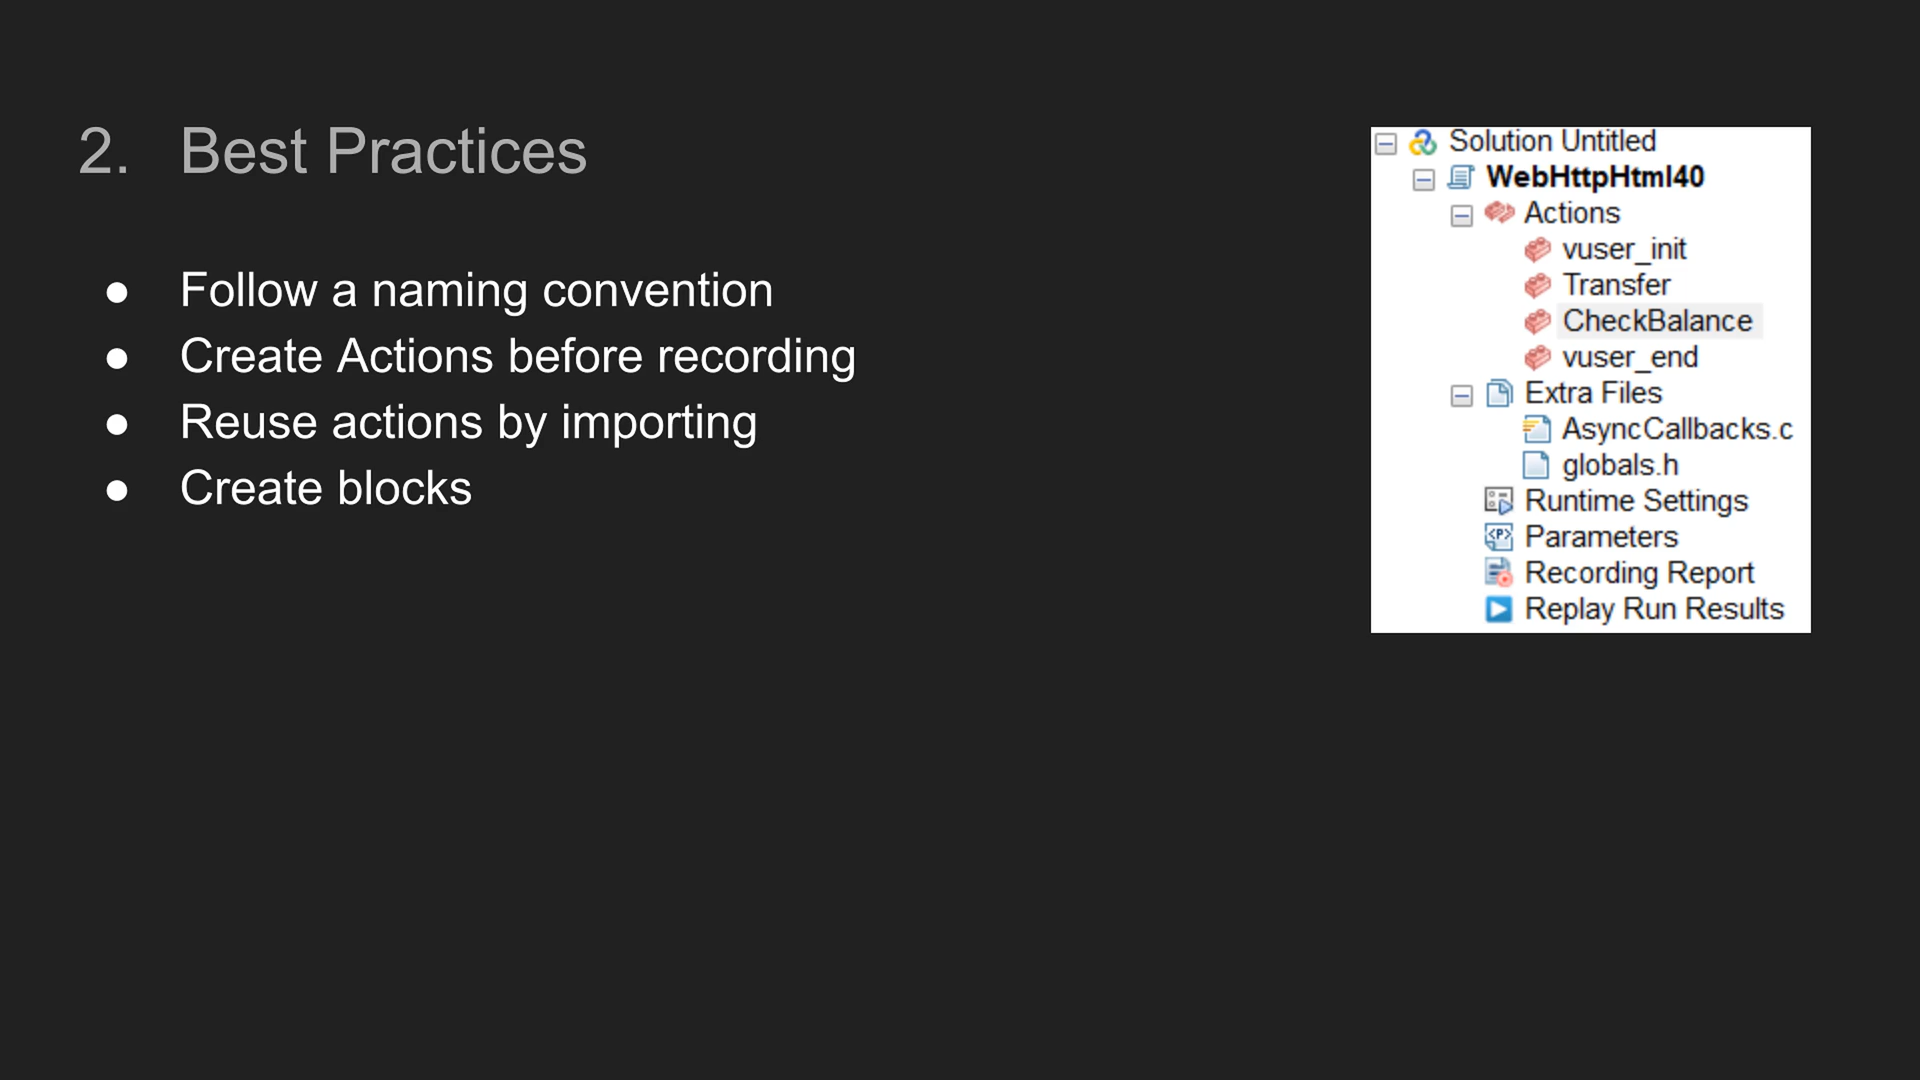 2. Best Practices
● Follow a naming convention
● Create Actions before recording
● Reuse actions by importing
● Create blocks
Solution Untitled
WebHttpHtml40
Actions
vuser_init
Transfer
CheckBalance
vuser_end
Extra Files
AsyncCallbacks.c
globals.h
Runtime Settings
<P> Parameters
Recording Report
Replay Run Results